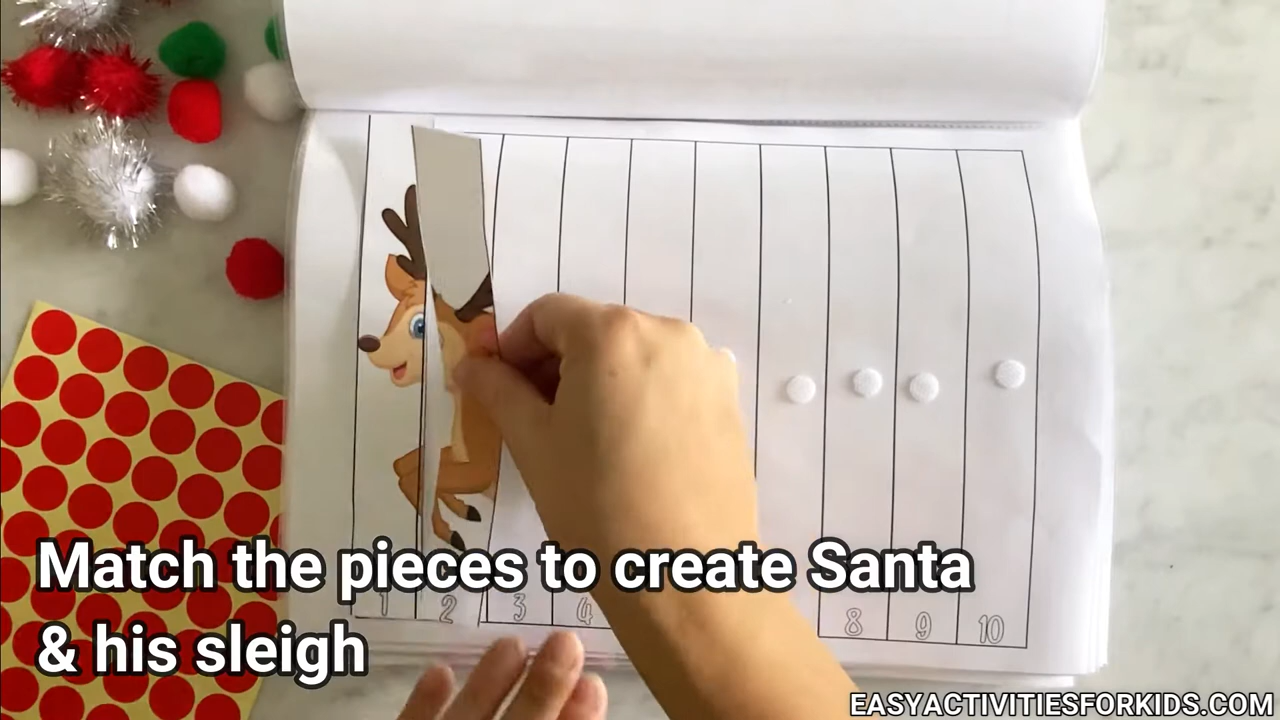 Match the pieces to create Santa
& his sleigh
1 2 3 4 8 9 10
EASYACTIVITIESFORKIDS.COM